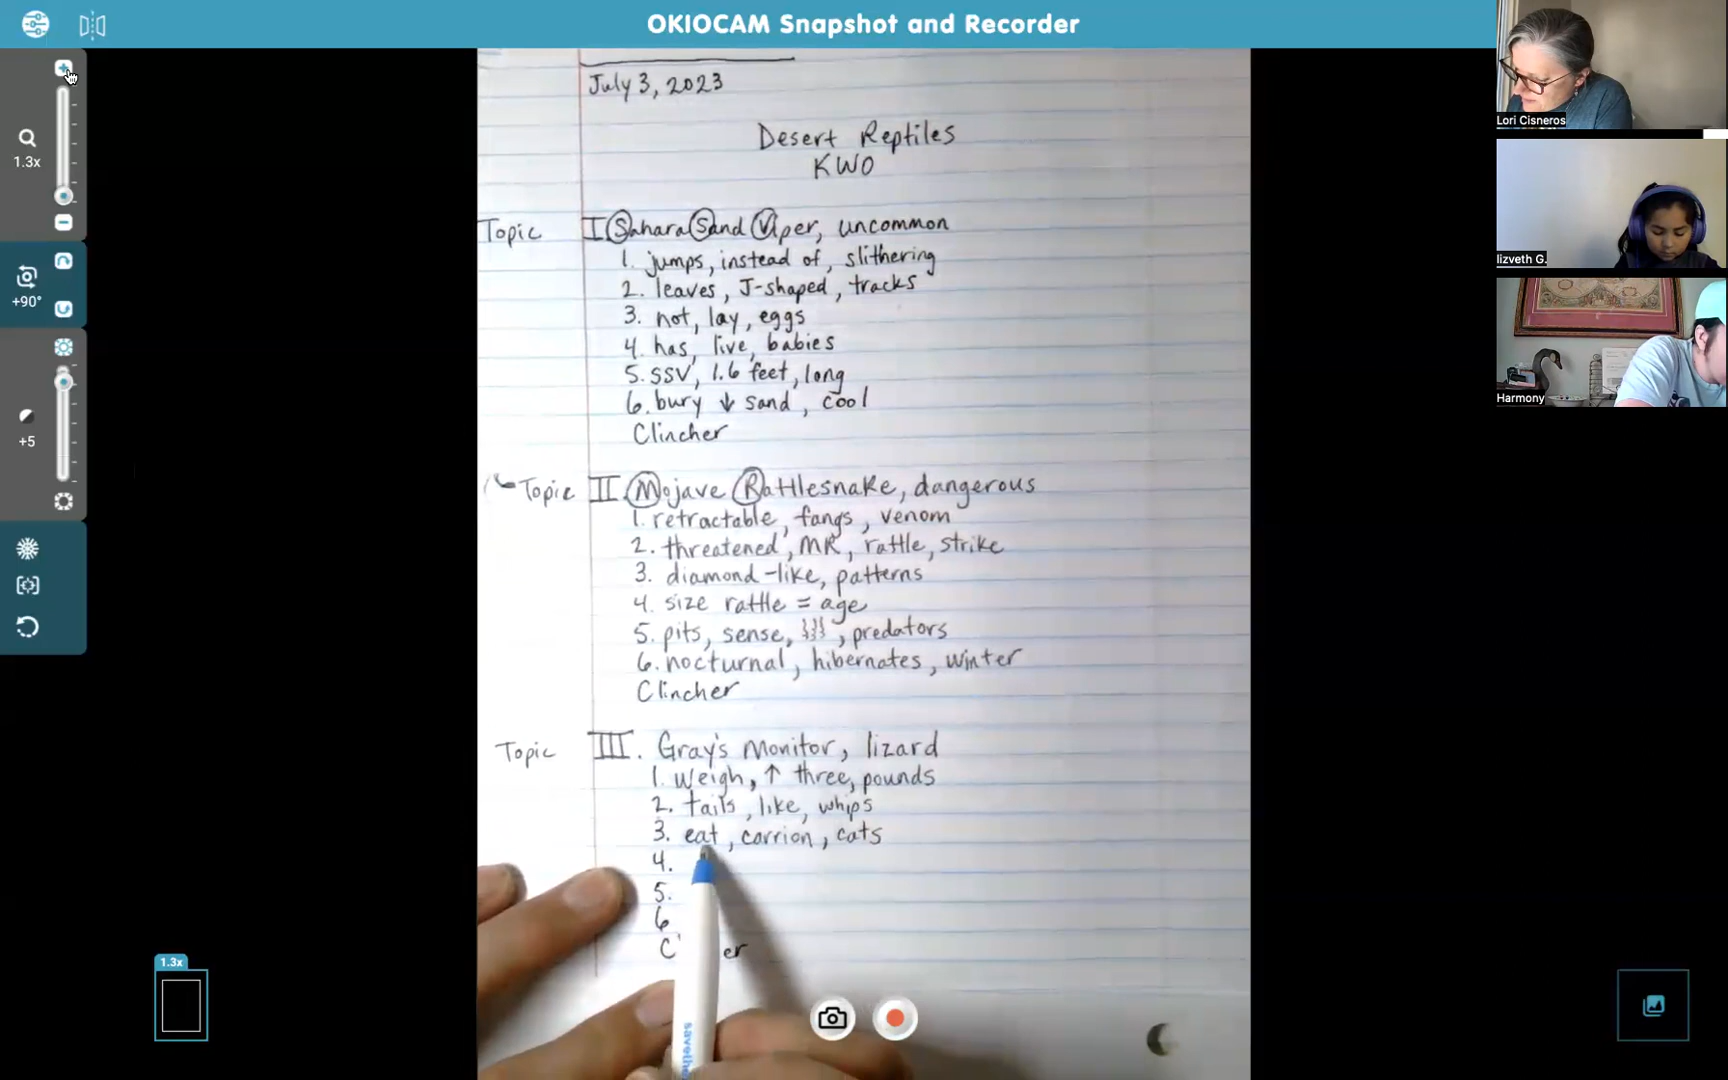 OKIOCAM Snapshot and Recorder
1.3x
+90°
+5
1.3x
July 3, 2023
Desert Reptiles
KWO
Topic I Sahara Sand Viper, uncommon
1. jumps, instead of, slithering
2. leaves, J-shaped, tracks
3. not, lay, eggs
4. has, live, babies
5. SSV, 1.6 feet, long
6. bury ↓ sand, cool
Clincher
Topic II. Mojave Rattlesnake, dangerous
1. retractable, fangs, venom
2. threatened, MR, rattle, strike
3. diamond-like, patterns
4. size rattle = age
5. pits, sense, , predators
6. nocturnal, hibernates, winter
Clincher
Topic III. Gray's Monitor, lizard
1. Weigh, ↑ three, pounds
2. tails, like, whips
3. eat, carrion, cats
4.
5.
6
C er
Lori Cisneros
lizveth G.
Harmony